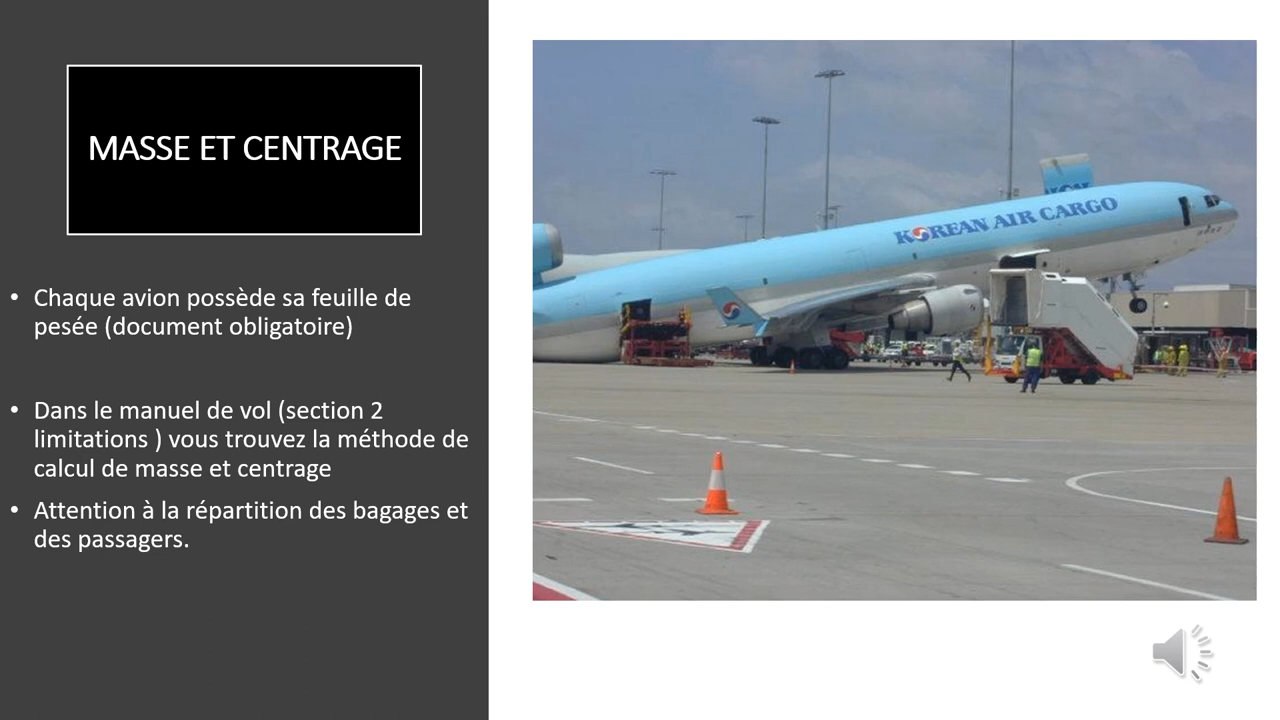 MASSE ET CENTRAGE
• Chaque avion possède sa feuille de
pesée (document obligatoire)
• Dans le manuel de vol (section 2
limitations ) vous trouvez la méthode de
calcul de masse et centrage
• Attention à la répartition des bagages et
des passagers.
KOREAN AIR CARGO